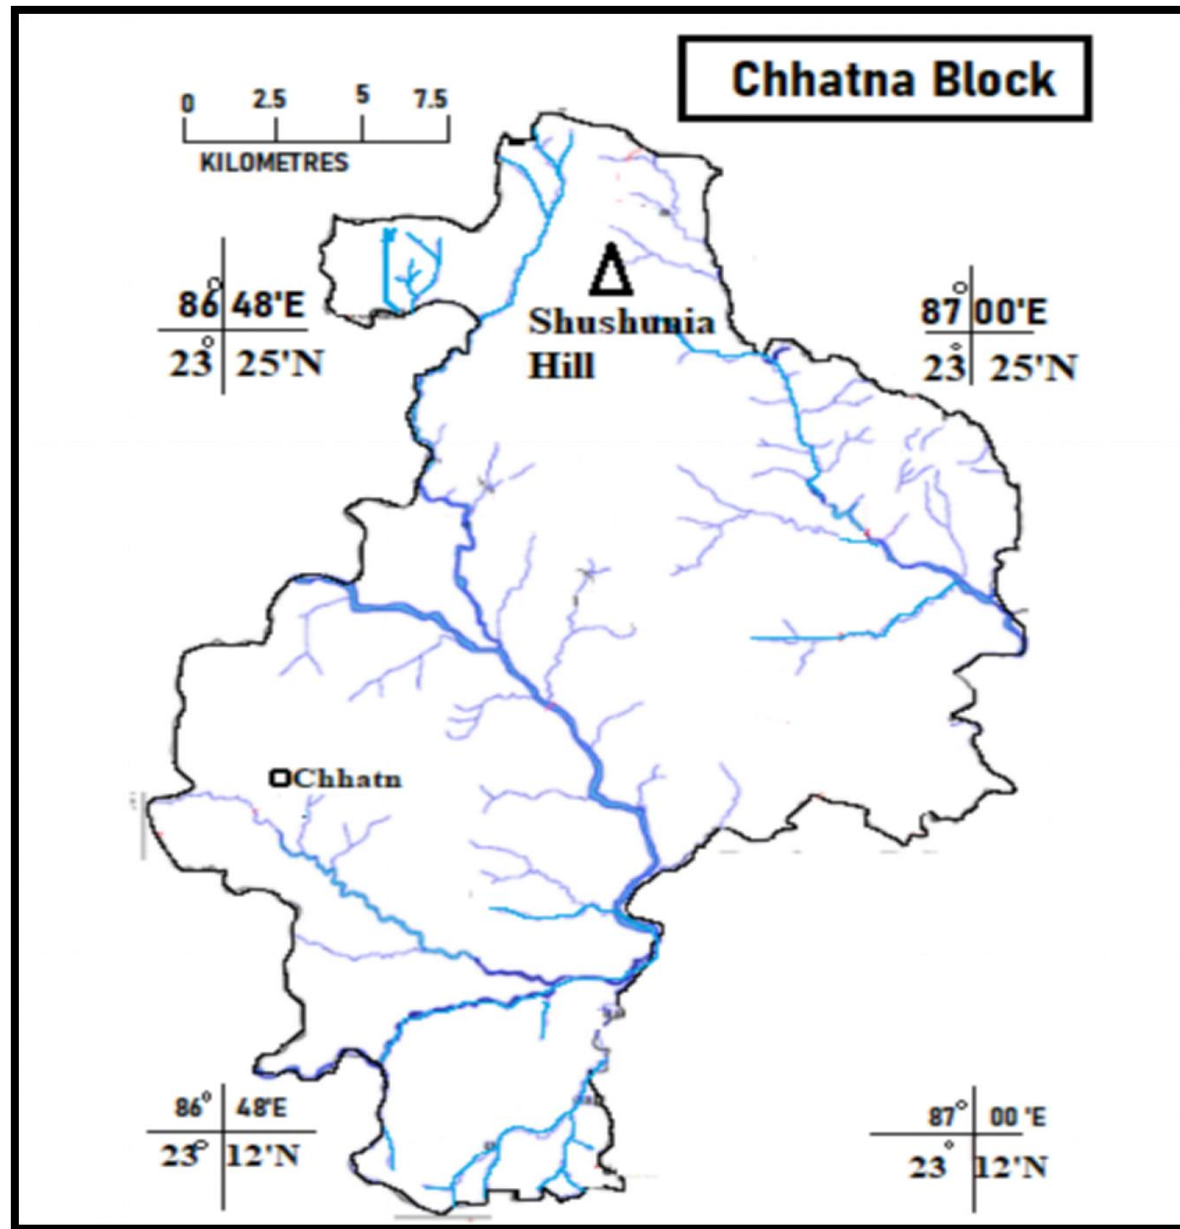 Chhatna Block
0 2.5 5 7.5
KILOMETRES
Shushunia
Hill
86° 48'E
23° 25'N
87° 00'E
23° 25'N
Chhatn
86° 48'E
23° 12'N
87° 00 'E
23° 12'N